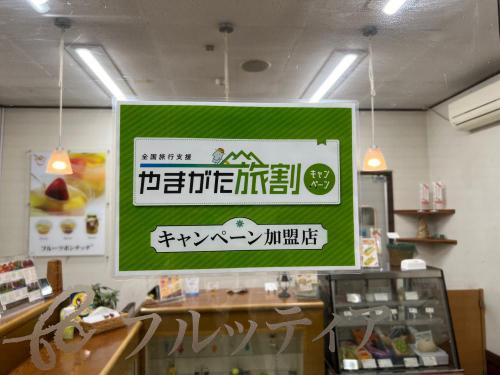 全国旅行支援
やまがた旅割
キャンペーン
キャンペーン加盟店
フルーツポンチッチ
フルッティア